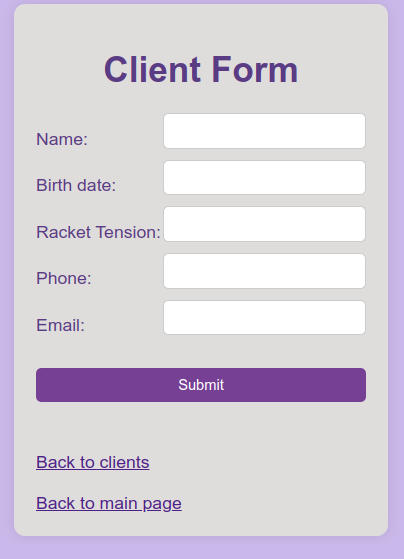 Client Form
Name:
Birth date:
Racket Tension:
Phone:
Email:
Submit
Back to clients
Back to main page